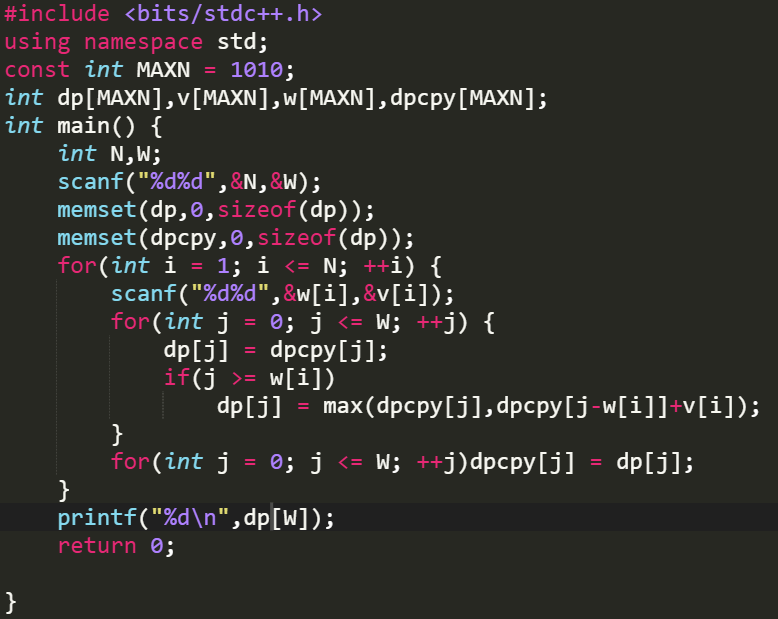 #include <bits/stdc++.h>
using namespace std;
const int MAXN = 1010;
int dp[MAXN],v[MAXN],w[MAXN],dpcpy[MAXN];
int main() {
    int N,W;
    scanf("%d%d",&N,&W);
    memset(dp,0,sizeof(dp));
    memset(dpcpy,0,sizeof(dp));
    for(int i = 1; i <= N; ++i) {
        scanf("%d%d",&w[i],&v[i]);
        for(int j = 0; j <= W; ++j) {
            dp[j] = dpcpy[j];
            if(j >= w[i])
                dp[j] = max(dpcpy[j],dpcpy[j-w[i]]+v[i]);
        }
        for(int j = 0; j <= W; ++j)dpcpy[j] = dp[j];
    }
    printf("%d\n",dp[W]);
    return 0;
}